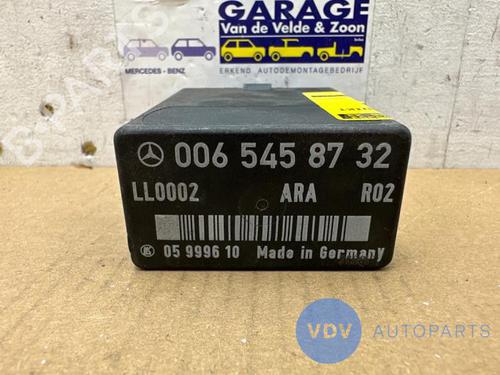 GARAGE
Van de Velde & Zoon
MERCEDES - BENZ
ERKEND AUTODEMONTAGEBEDRIJF
006 545 87 32
LL0002 ARA R02
05 9996 10 Made in Germany
VDV AUTOPARTS